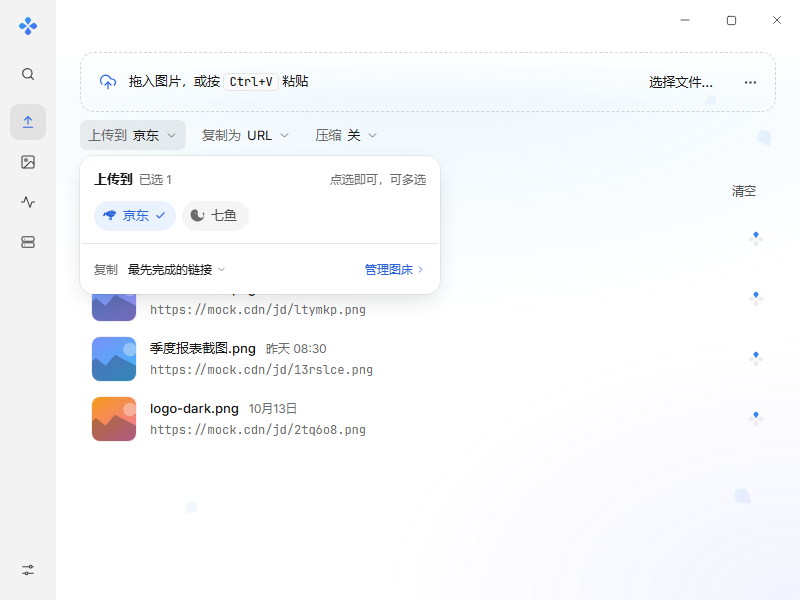 拖入图片，或按 Ctrl+V 粘贴
选择文件...
上传到 京东
复制为 URL
压缩 关
上传到 已选 1
点选即可，可多选
清空
京东
七鱼
复制 最先完成的链接
管理图床
https://mock.cdn/jd/ltymkp.png
季度报表截图.png 昨天 08:30
https://mock.cdn/jd/13rslce.png
logo-dark.png 10月13日
https://mock.cdn/jd/2tq6o8.png